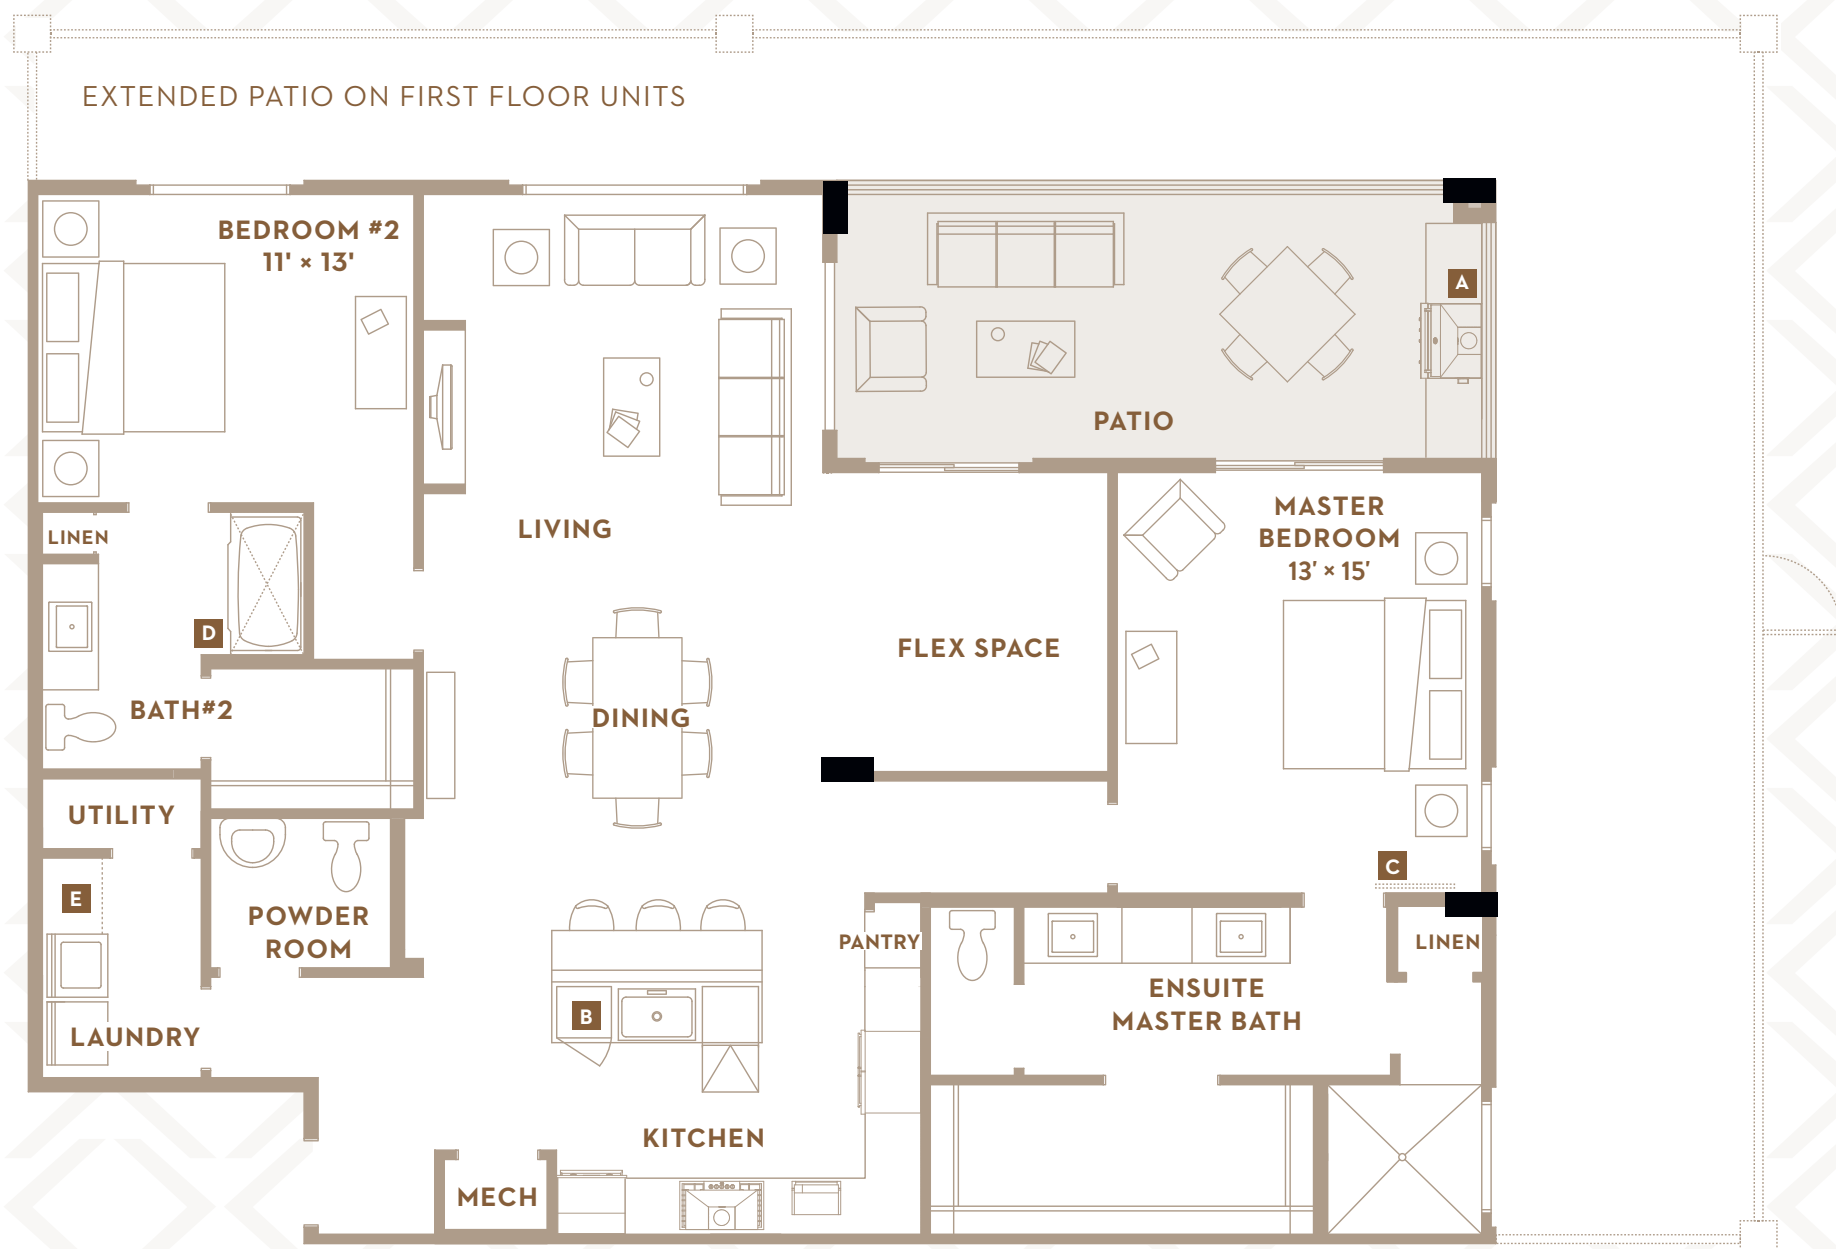 EXTENDED PATIO ON FIRST FLOOR UNITS
BEDROOM #2
11' × 13'
A
PATIO
MASTER
BEDROOM
13' × 15'
LIVING
LINEN
D
FLEX SPACE
BATH#2
DINING
UTILITY
C
E
POWDER
ROOM
PANTRY
LINEN
ENSUITE
MASTER BATH
B
LAUNDRY
KITCHEN
MECH